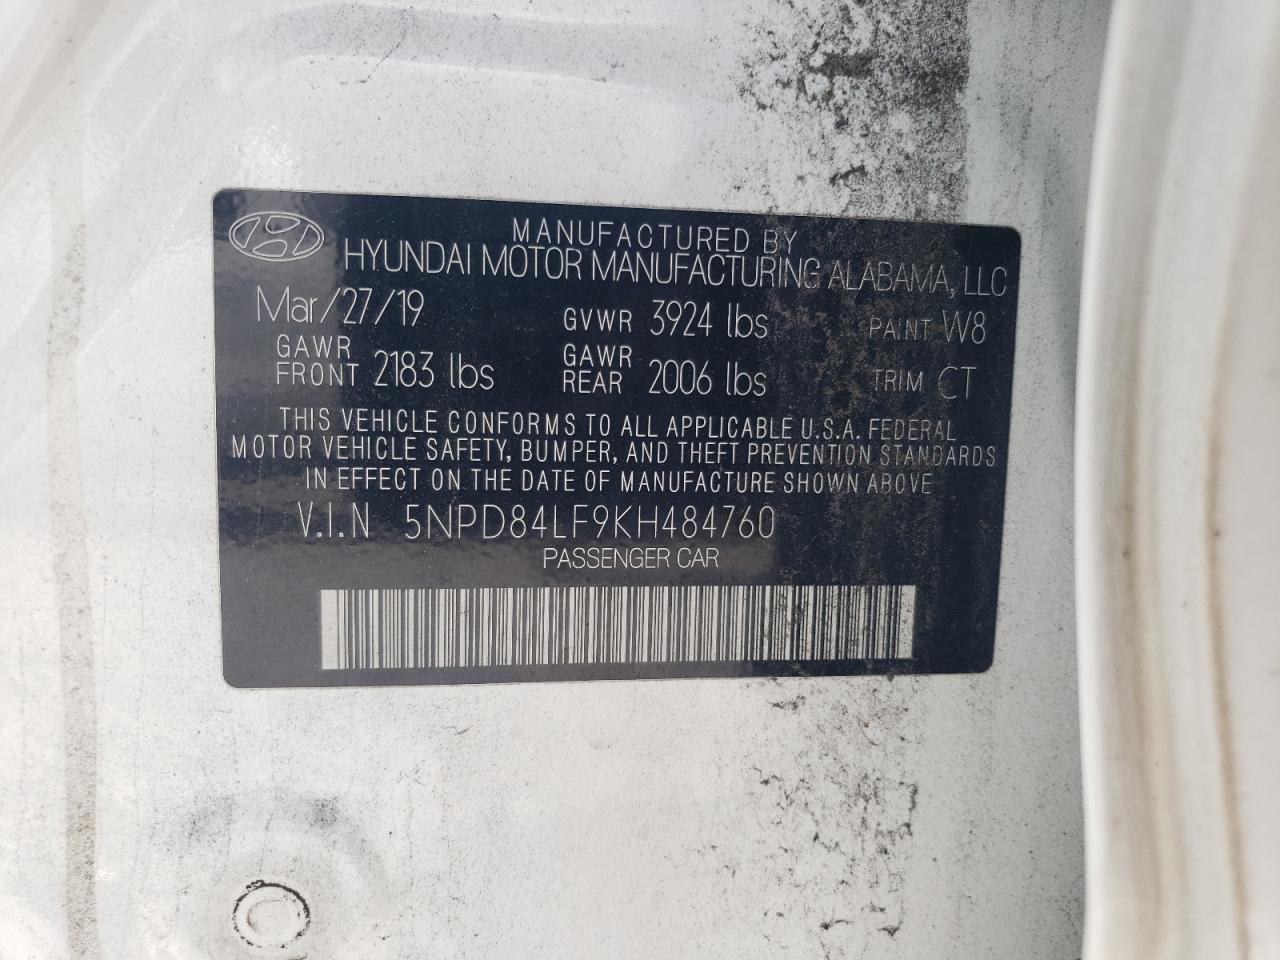 MANUFACTURED BY
HYUNDAI MOTOR MANUFACTURING ALABAMA, LLC
Mar/27/19 GVWR 3924 lbs PAINT W8
GAWR FRONT 2183 lbs GAWR REAR 2006 lbs TRIM CT
THIS VEHICLE CONFORMS TO ALL APPLICABLE U.S.A. FEDERAL
MOTOR VEHICLE SAFETY, BUMPER, AND THEFT PREVENTION STANDARDS
IN EFFECT ON THE DATE OF MANUFACTURE SHOWN ABOVE
V.I.N 5NPD84LF9KH484760
PASSENGER CAR